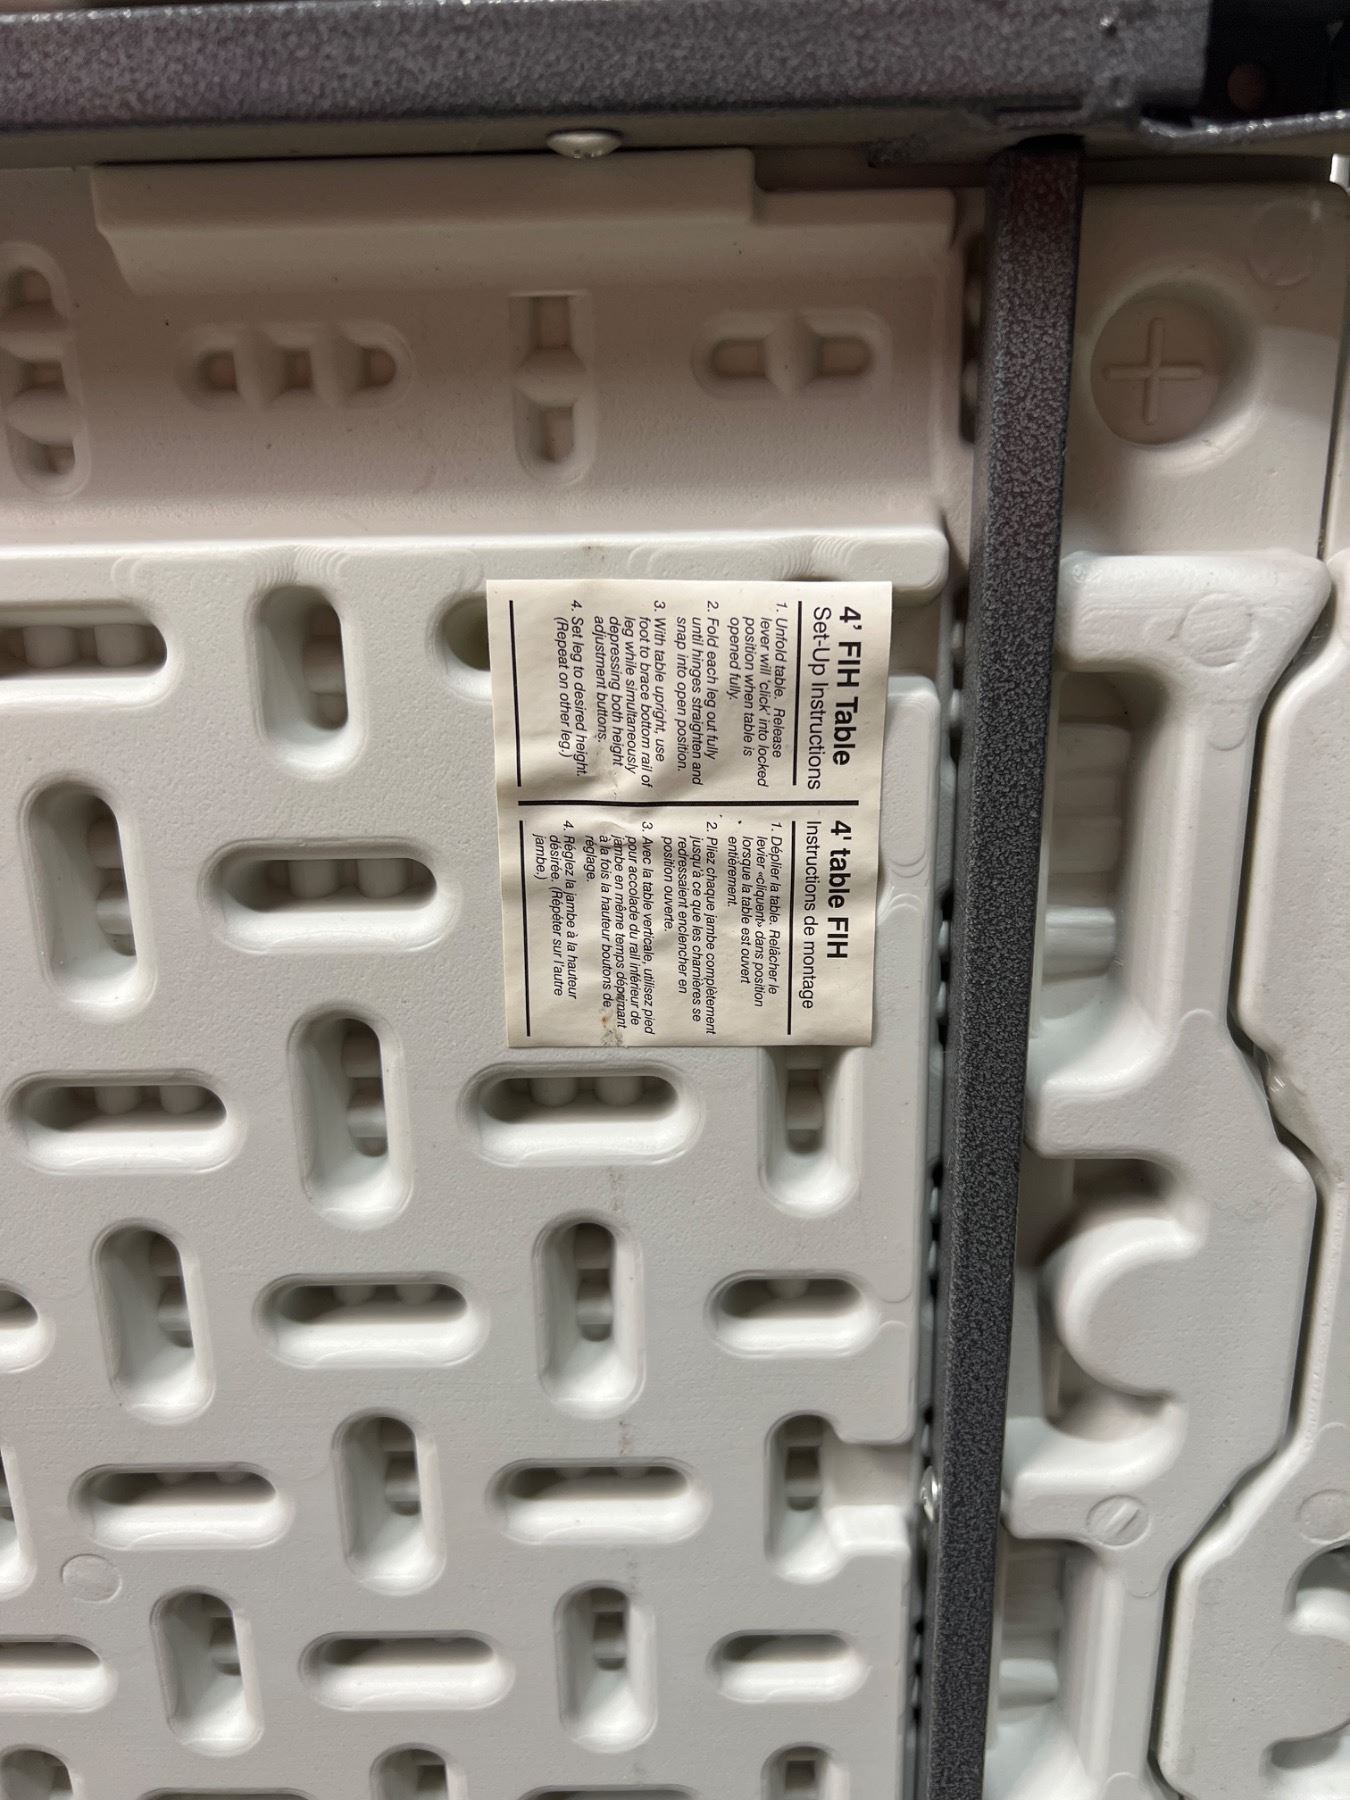 4' FIH Table
Set-Up Instructions
1. Unfold table. Release
lever will 'click' into locked
position when table is
opened fully.
2. Fold each leg out fully
until hinges straighten and
snap into open position.
3. With table upright, use
foot to brace bottom rail of
leg while simultaneously
depressing both height
adjustment buttons.
4. Set leg to desired height.
(Repeat on other leg.)
4' table FIH
Instructions de montage
1. Déplier la table. Relâcher le
levier «cliquent» dans position
lorsque la table est ouvert
entièrement.
2. Pliez chaque jambe complètement
jusqu'à ce que les charnières se
redressaient enclencher en
position ouverte.
3. Avec la table verticale, utilisez pied
pour accolade du rail inférieur de
jambe en même temps déprimant
à la fois la hauteur boutons de
réglage.
4. Réglez la jambe à la hauteur
désirée. (Répéter sur l'autre
jambe.)